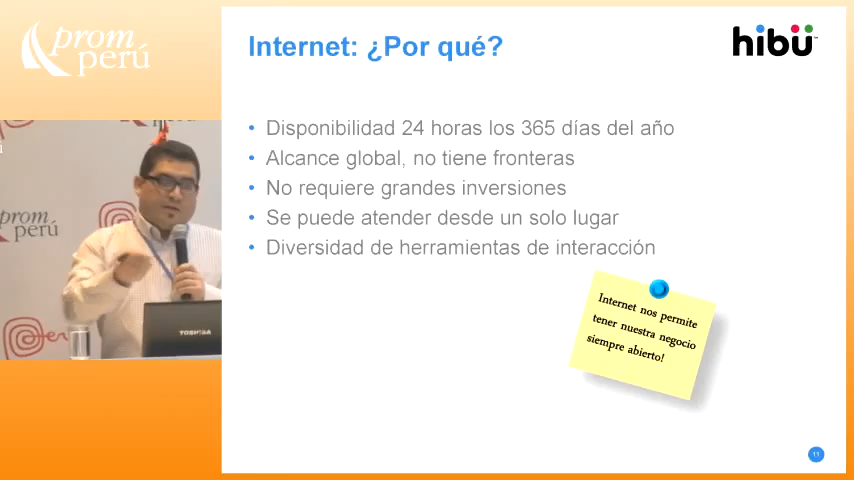 prom
perú
Internet: ¿Por qué?
hibü
Disponibilidad 24 horas los 365 días del año
Alcance global, no tiene fronteras
No requiere grandes inversiones
Se puede atender desde un solo lugar
Diversidad de herramientas de interacción
Internet nos permite
tener nuestra negocio
siempre abierto!
prom
perú
TOSHIBA
11